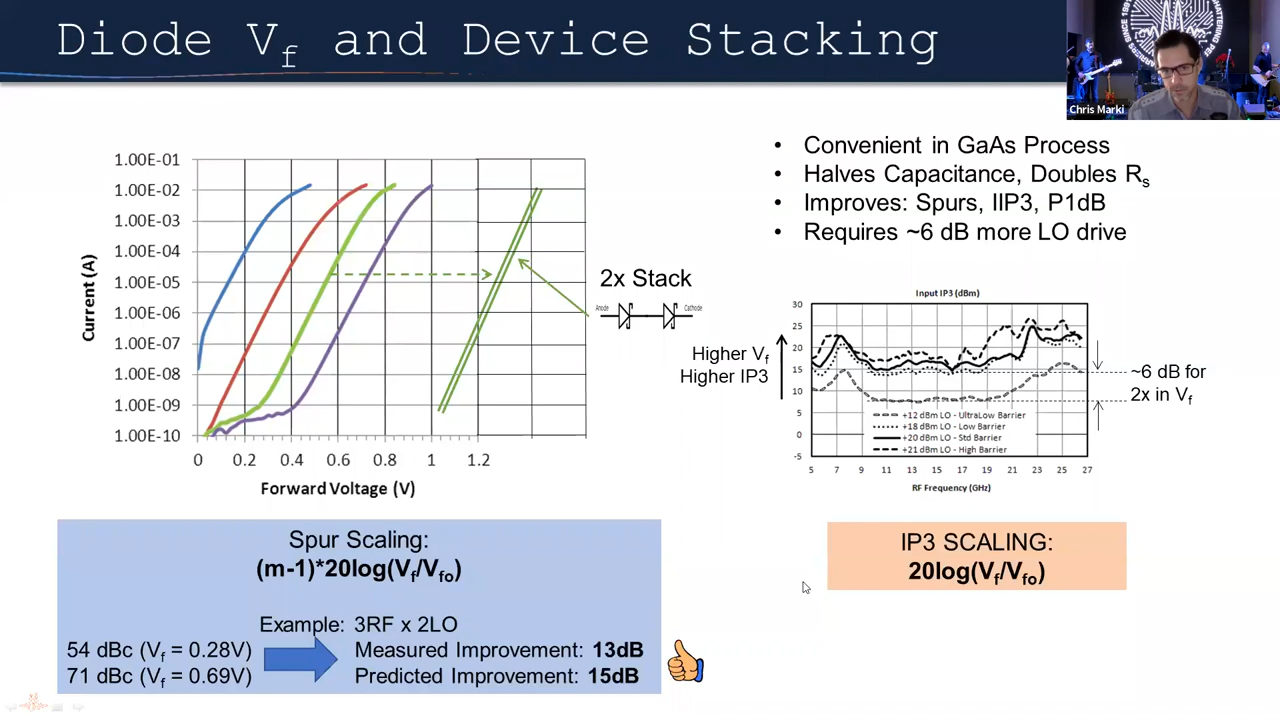 Diode Vf and Device Stacking
Chris Marki
• Convenient in GaAs Process
• Halves Capacitance, Doubles Rs
• Improves: Spurs, IIP3, P1dB
• Requires ~6 dB more LO drive
Current (A)
1.00E-01
1.00E-02
1.00E-03
1.00E-04
1.00E-05
1.00E-06
1.00E-07
1.00E-08
1.00E-09
1.00E-10
0 0.2 0.4 0.6 0.8 1 1.2
Forward Voltage (V)
2x Stack
Anode Cathode
Higher Vf
Higher IP3
Input IP3 (dBm)
30
25
20
15
10
5
0
-5
+12 dBm LO - UltraLow Barrier
+18 dBm LO - Low Barrier
+20 dBm LO - Std Barrier
+21 dBm LO - High Barrier
5 7 9 11 13 15 17 19 21 23 25 27
RF Frequency (GHz)
~6 dB for
2x in Vf
Spur Scaling:
(m-1)*20log(Vf/Vfo)
Example: 3RF x 2LO
54 dBc (Vf = 0.28V)
71 dBc (Vf = 0.69V)
Measured Improvement: 13dB
Predicted Improvement: 15dB
IP3 SCALING:
20log(Vf/Vfo)